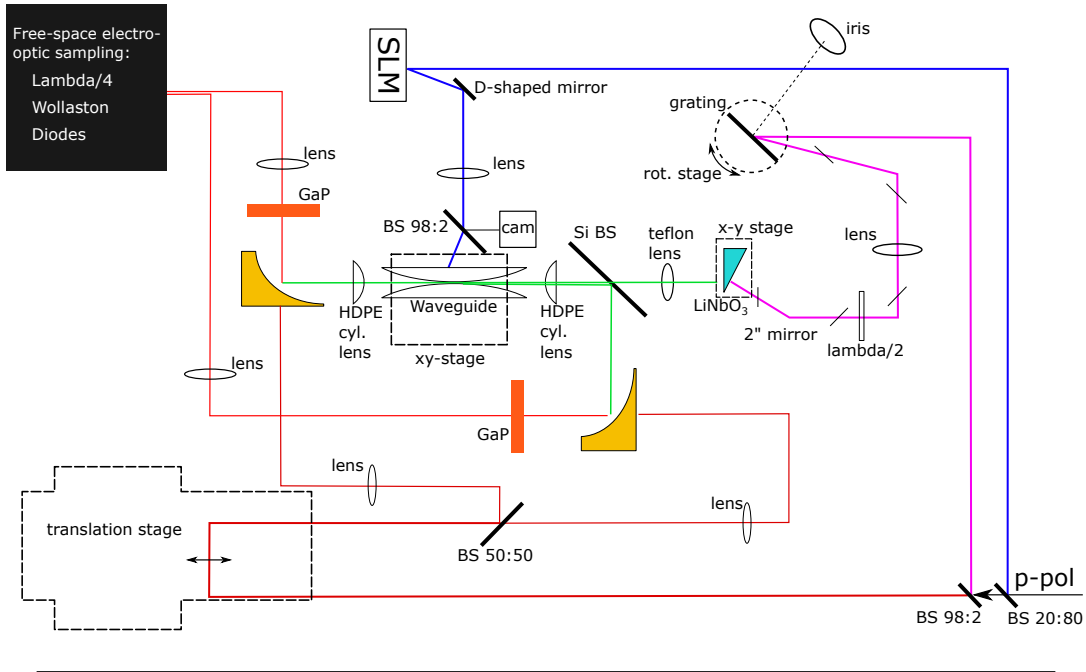 Free-space electro-
optic sampling:
Lambda/4
Wollaston
Diodes
SLM
D-shaped mirror
iris
grating
rot. stage
lens
GaP
lens
BS 98:2
cam
Si BS
teflon
lens
x-y stage
lens
LiNbO3
2" mirror
lambda/2
HDPE
cyl.
lens
Waveguide
xy-stage
HDPE
cyl.
lens
lens
GaP
lens
lens
translation stage
BS 50:50
p-pol
BS 98:2
BS 20:80